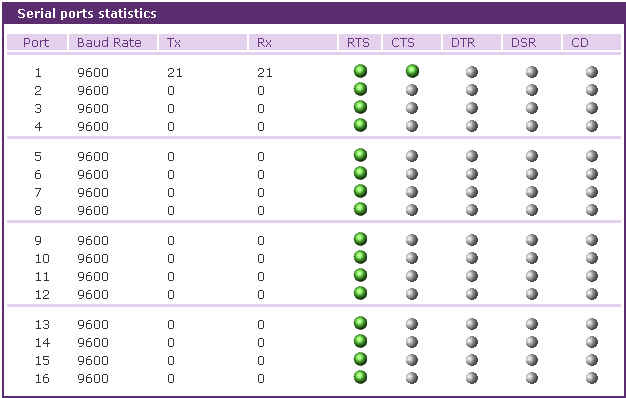 Serial ports statistics
Port Baud Rate Tx Rx RTS CTS DTR DSR CD
1 9600 21 21
2 9600 0 0
3 9600 0 0
4 9600 0 0
5 9600 0 0
6 9600 0 0
7 9600 0 0
8 9600 0 0
9 9600 0 0
10 9600 0 0
11 9600 0 0
12 9600 0 0
13 9600 0 0
14 9600 0 0
15 9600 0 0
16 9600 0 0